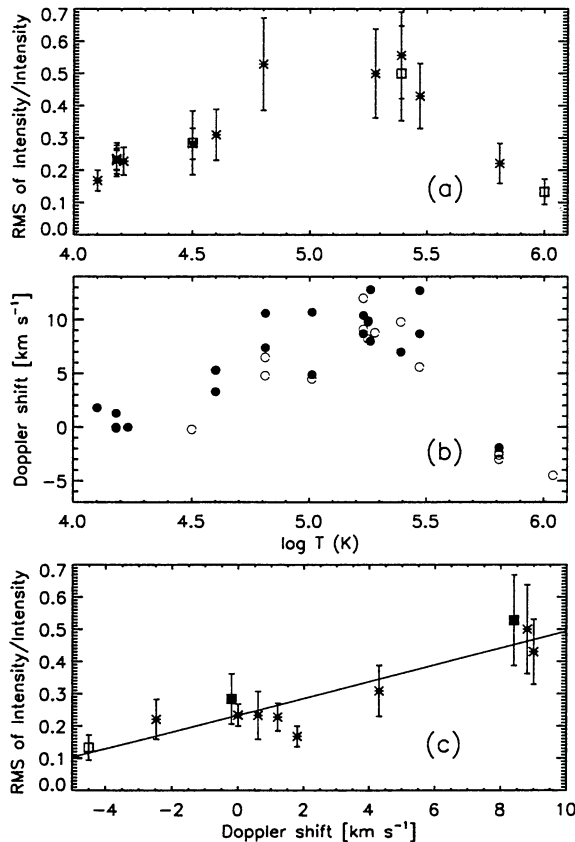 RMS of Intensity/Intensity
0.7
0.6
0.5
0.4
0.3
0.2
0.1
0.0
(a)
4.0 4.5 5.0 5.5 6.0
Doppler shift [km s⁻¹]
10
5
0
−5
(b)
4.0 4.5 5.0 5.5 6.0
log T (K)
RMS of Intensity/Intensity
0.7
0.6
0.5
0.4
0.3
0.2
0.1
0.0
(c)
−4 −2 0 2 4 6 8 10
Doppler shift [km s⁻¹]